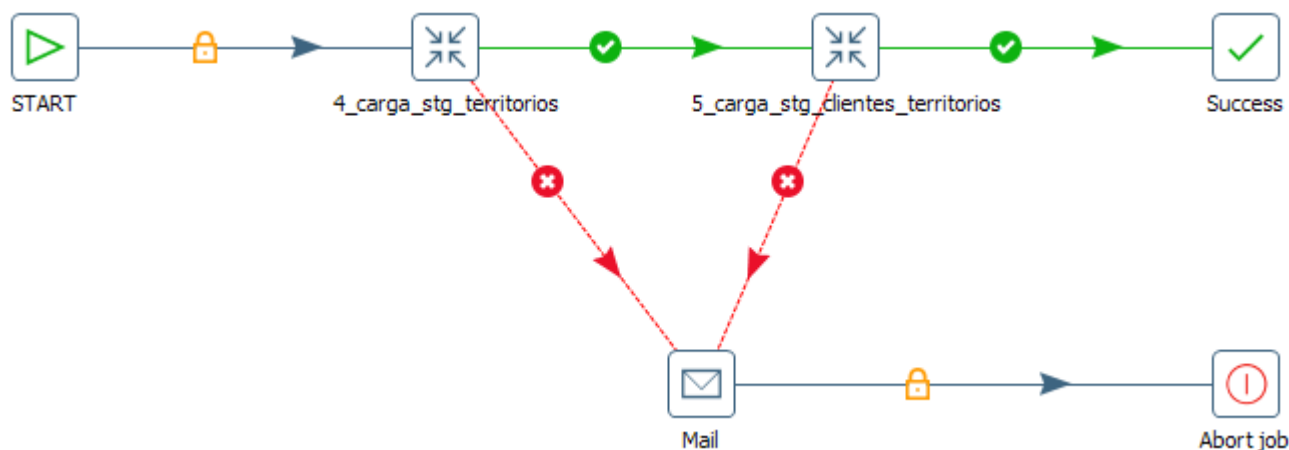 START
4_carga_stg_territorios
5_carga_stg_clientes_territorios
Success
Mail
Abort job